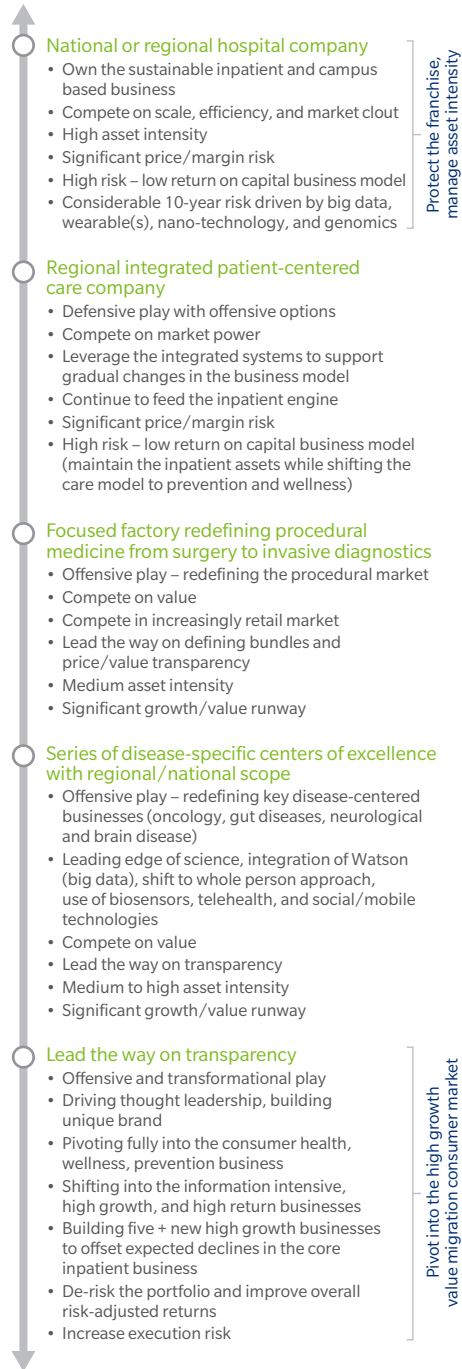 National or regional hospital company
• Own the sustainable inpatient and campus
based business
• Compete on scale, efficiency, and market clout
• High asset intensity
• Significant price/margin risk
• High risk – low return on capital business model
• Considerable 10-year risk driven by big data,
wearable(s), nano-technology, and genomics
Protect the franchise,
manage asset intensity
Regional integrated patient-centered
care company
• Defensive play with offensive options
• Compete on market power
• Leverage the integrated systems to support
gradual changes in the business model
• Continue to feed the inpatient engine
• Significant price/margin risk
• High risk – low return on capital business model
(maintain the inpatient assets while shifting the
care model to prevention and wellness)
Focused factory redefining procedural
medicine from surgery to invasive diagnostics
• Offensive play – redefining the procedural market
• Compete on value
• Compete in increasingly retail market
• Lead the way on defining bundles and
price/value transparency
• Medium asset intensity
• Significant growth/value runway
Series of disease-specific centers of excellence
with regional/national scope
• Offensive play – redefining key disease-centered
businesses (oncology, gut diseases, neurological
and brain disease)
• Leading edge of science, integration of Watson
(big data), shift to whole person approach,
use of biosensors, telehealth, and social/mobile
technologies
• Compete on value
• Lead the way on transparency
• Medium to high asset intensity
• Significant growth/value runway
Lead the way on transparency
• Offensive and transformational play
• Driving thought leadership, building
unique brand
• Pivoting fully into the consumer health,
wellness, prevention business
• Shifting into the information intensive,
high growth, and high return businesses
• Building five + new high growth businesses
to offset expected declines in the core
inpatient business
• De-risk the portfolio and improve overall
risk-adjusted returns
• Increase execution risk
Pivot into the high growth
value migration consumer market